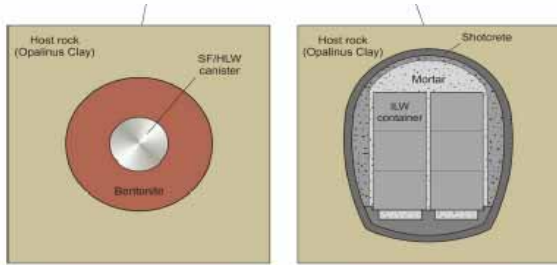 Host rock
(Opalinus Clay)
SF/HLW
canister
Bentonite
Host rock
(Opalinus Clay)
Shotcrete
Mortar
ILW
container